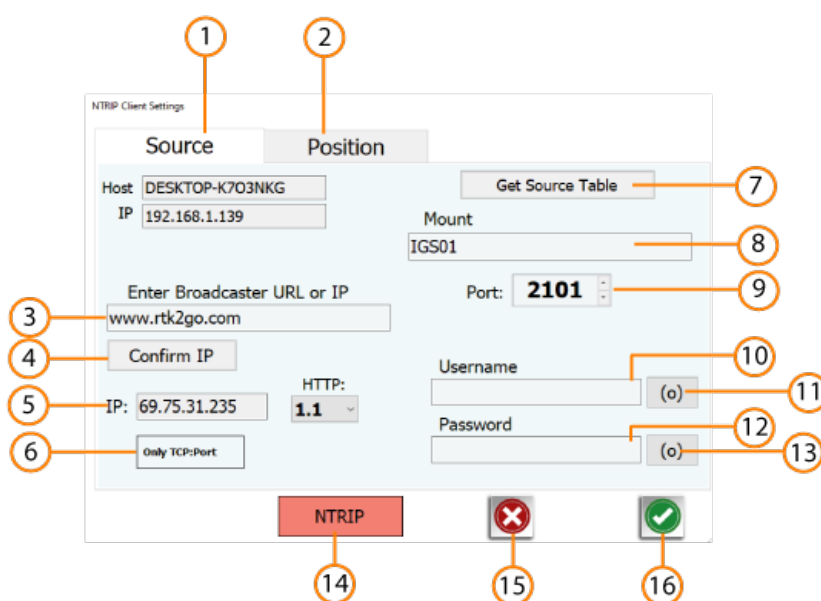 1
2
NTRIP Client Settings
Source
Position
Host DESKTOP-K7O3NKG
IP 192.168.1.139
Get Source Table
7
Mount
IGS01
8
Enter Broadcaster URL or IP
Port: 2101
9
3
www.rtk2go.com
4
Confirm IP
10
Username
(o)
11
HTTP:
5
IP: 69.75.31.235
1.1
Password
12
6
Only TCP:Port
(o)
13
NTRIP
14
15
16